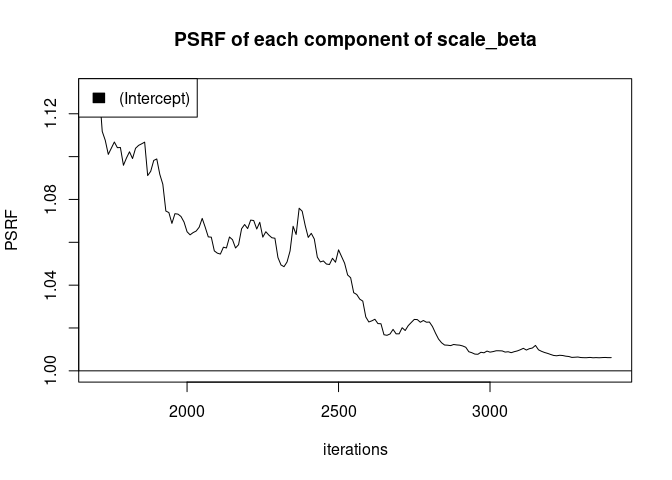 PSRF of each component of scale_beta
(Intercept)
PSRF
1.12
1.08
1.04
1.00
2000 2500 3000
iterations